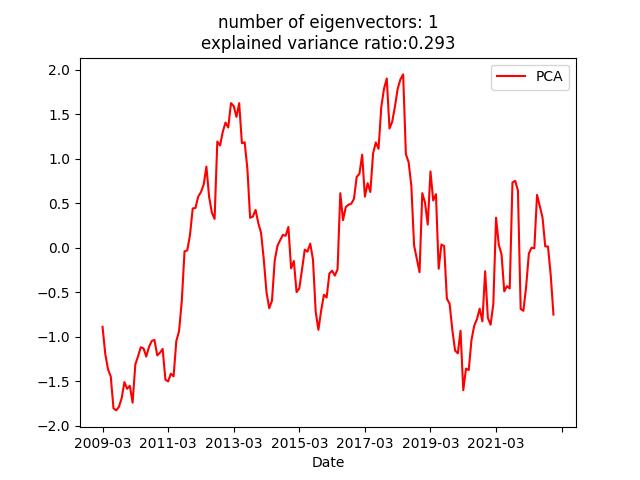 number of eigenvectors: 1
explained variance ratio:0.293
PCA
2.0
1.5
1.0
0.5
0.0
−0.5
−1.0
−1.5
−2.0
2009-03 2011-03 2013-03 2015-03 2017-03 2019-03 2021-03
Date